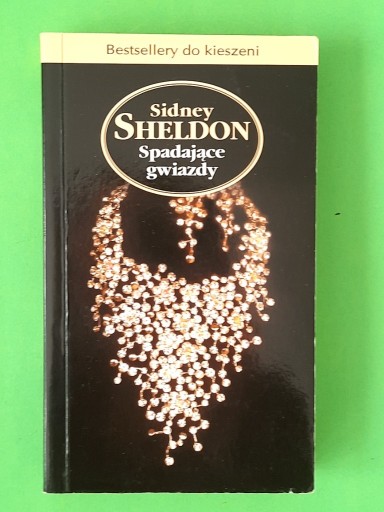 Bestsellery do kieszeni
Sidney
SHELDON
Spadające
gwiazdy